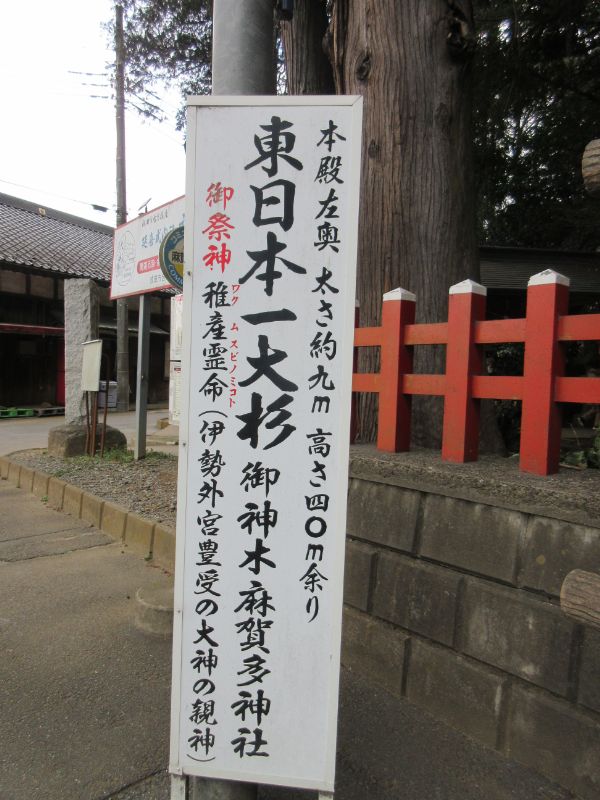 本殿左奥 太さ約九m 高さ四〇m余り
東日本一大杉 御神木 麻賀多神社
御祭神 稚産霊命(伊勢外宮豊受の大神の親神)
ワク ム スビノミコト